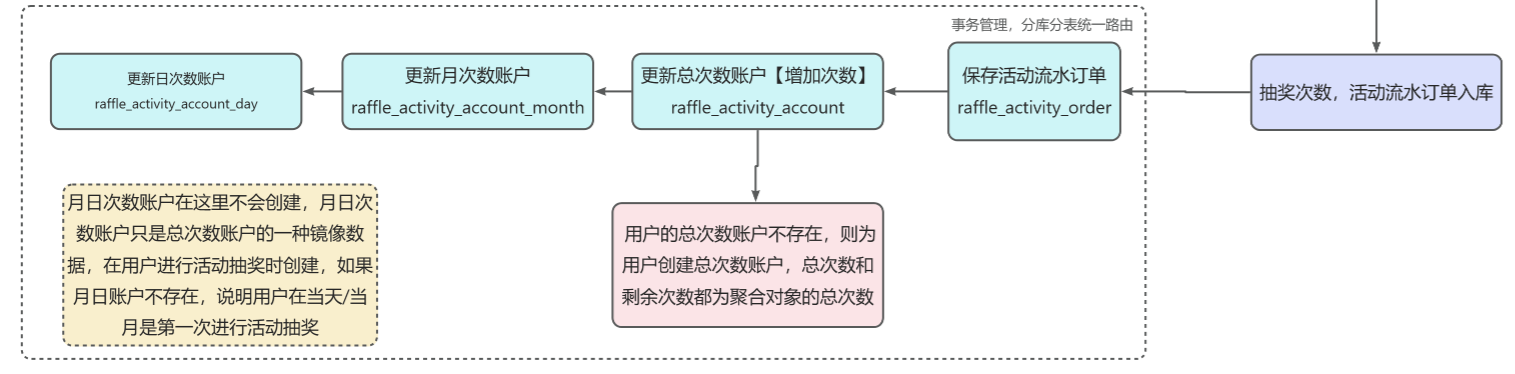 事务管理，分库分表统一路由
更新日次数账户
raffle_activity_account_day
更新月次数账户
raffle_activity_account_month
更新总次数账户【增加次数】
raffle_activity_account
保存活动流水订单
raffle_activity_order
抽奖次数，活动流水订单入库
月日次数账户在这里不会创建，月日次
数账户只是总次数账户的一种镜像数
据，在用户进行活动抽奖时创建，如果
月日账户不存在，说明用户在当天/当
月是第一次进行活动抽奖
用户的总次数账户不存在，则为
用户创建总次数账户，总次数和
剩余次数都为聚合对象的总次数